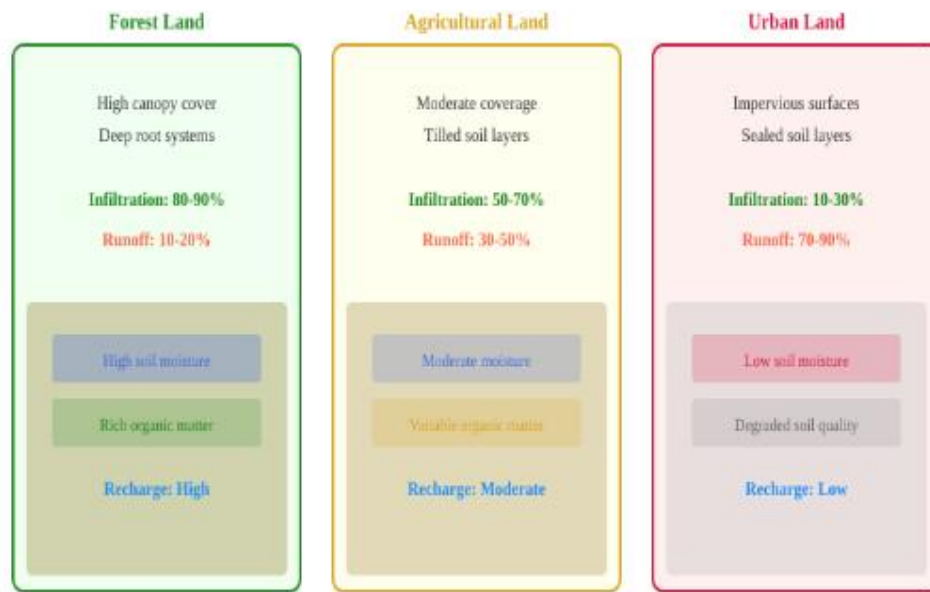 Forest Land
High canopy cover
Deep root systems
Infiltration: 80-90%
Runoff: 10-20%
High soil moisture
Rich organic matter
Recharge: High
Agricultural Land
Moderate coverage
Tilled soil layers
Infiltration: 50-70%
Runoff: 30-50%
Moderate moisture
Variable organic matter
Recharge: Moderate
Urban Land
Impervious surfaces
Sealed soil layers
Infiltration: 10-30%
Runoff: 70-90%
Low soil moisture
Degraded soil quality
Recharge: Low